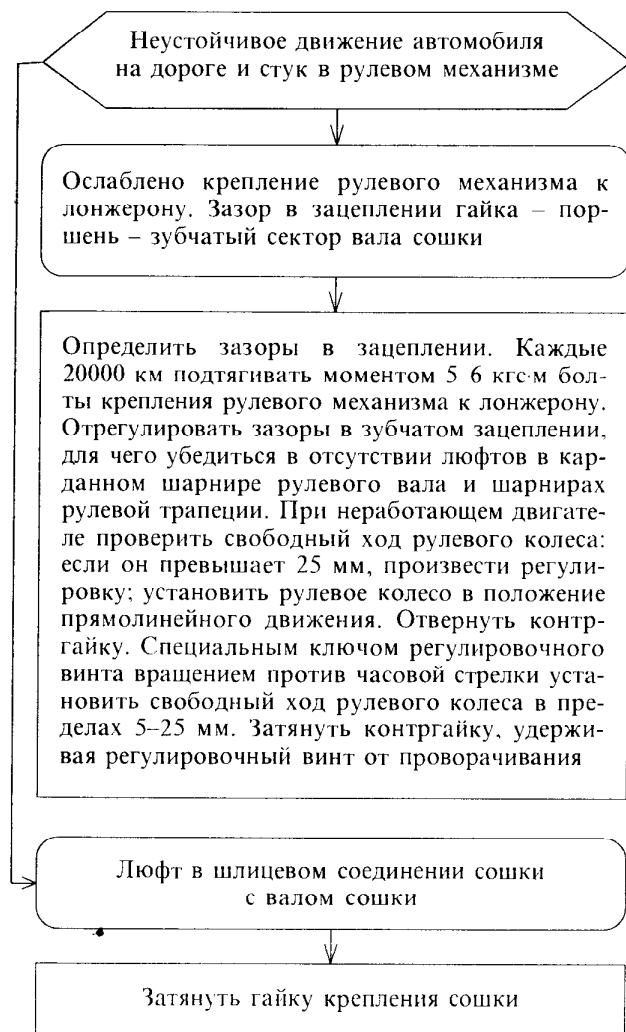 Неустойчивое движение автомобиля
на дороге и стук в рулевом механизме
Ослаблено крепление рулевого механизма к
лонжерону. Зазор в зацеплении гайка – пор-
шень – зубчатый сектор вала сошки
Определить зазоры в зацеплении. Каждые
20000 км подтягивать моментом 5 6 кгс·м бол-
ты крепления рулевого механизма к лонжерону.
Отрегулировать зазоры в зубчатом зацеплении,
для чего убедиться в отсутствии люфтов в кар-
данном шарнире рулевого вала и шарнирах
рулевой трапеции. При неработающем двигате-
ле проверить свободный ход рулевого колеса:
если он превышает 25 мм, произвести регули-
ровку; установить рулевое колесо в положение
прямолинейного движения. Отвернуть контр-
гайку. Специальным ключом регулировочного
винта вращением против часовой стрелки уста-
новить свободный ход рулевого колеса в пре-
делах 5–25 мм. Затянуть контргайку, удержи-
вая регулировочный винт от проворачивания
Люфт в шлицевом соединении сошки
с валом сошки
Затянуть гайку крепления сошки